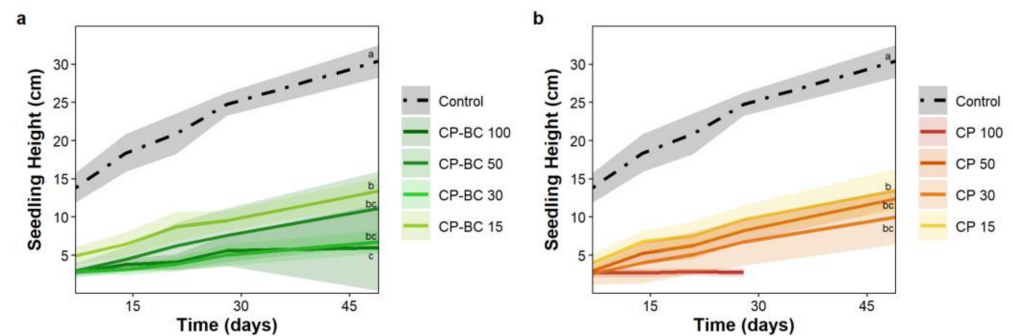 a
Seedling Height (cm)
30
25
20
15
10
5
a
b
bc
bc
c
15
30
45
Time (days)
Control
CP-BC 100
CP-BC 50
CP-BC 30
CP-BC 15
b
Seedling Height (cm)
30
25
20
15
10
5
a
b
bc
bc
15
30
45
Time (days)
Control
CP 100
CP 50
CP 30
CP 15